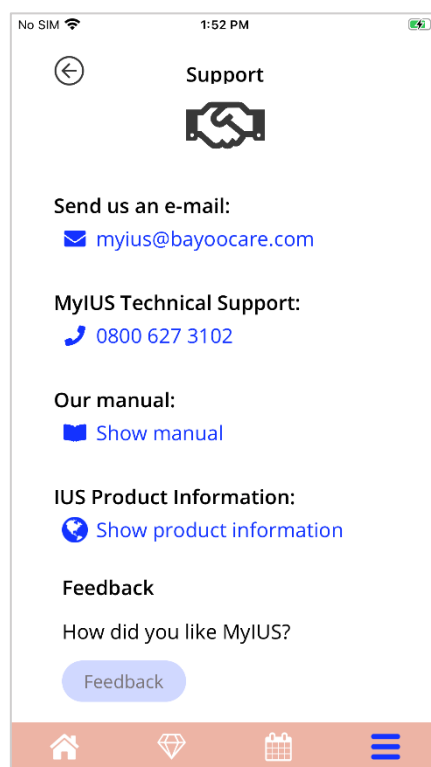 No SIM 1:52 PM
Support
Send us an e-mail:
myius@bayoocare.com
MyIUS Technical Support:
0800 627 3102
Our manual:
Show manual
IUS Product Information:
Show product information
Feedback
How did you like MyIUS?
Feedback